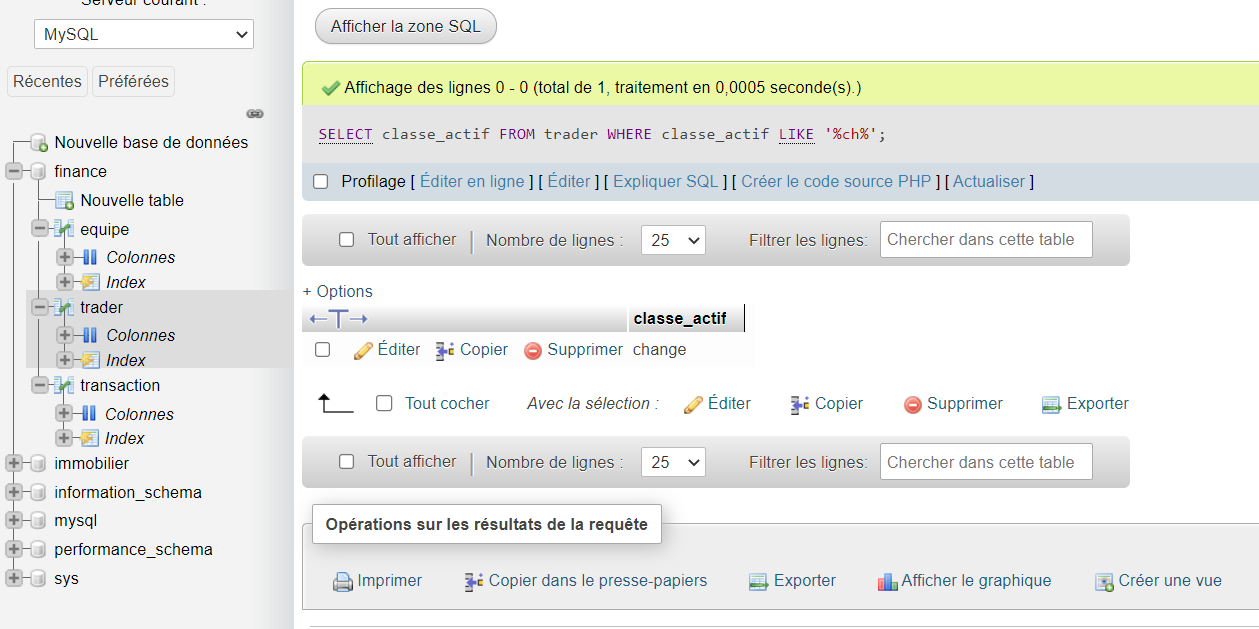 Serveur courant :
MySQL
Récentes Préférées
Nouvelle base de données
finance
Nouvelle table
equipe
Colonnes
Index
trader
Colonnes
Index
transaction
Colonnes
Index
immobilier
information_schema
mysql
performance_schema
sys
Afficher la zone SQL
Affichage des lignes 0 - 0 (total de 1, traitement en 0,0005 seconde(s).)
SELECT classe_actif FROM trader WHERE classe_actif LIKE '%ch%';
Profilage [ Éditer en ligne ] [ Éditer ] [ Expliquer SQL ] [ Créer le code source PHP ] [ Actualiser ]
Tout afficher | Nombre de lignes : 25 Filtrer les lignes: Chercher dans cette table
+ Options
←T→ classe_actif
Éditer Copier Supprimer change
Tout cocher Avec la sélection : Éditer Copier Supprimer Exporter
Tout afficher | Nombre de lignes : 25 Filtrer les lignes: Chercher dans cette table
Opérations sur les résultats de la requête
Imprimer Copier dans le presse-papiers Exporter Afficher le graphique Créer une vue